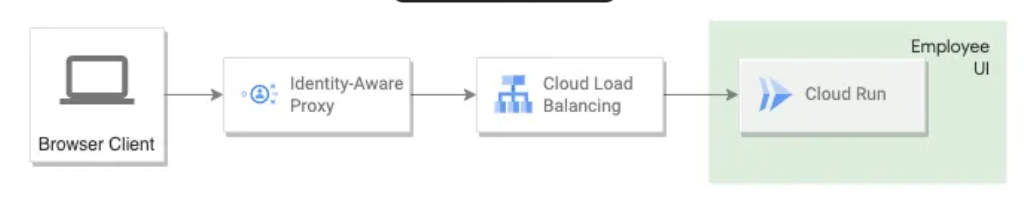 Browser Client
Identity-Aware
Proxy
Cloud Load
Balancing
Employee
UI
Cloud Run